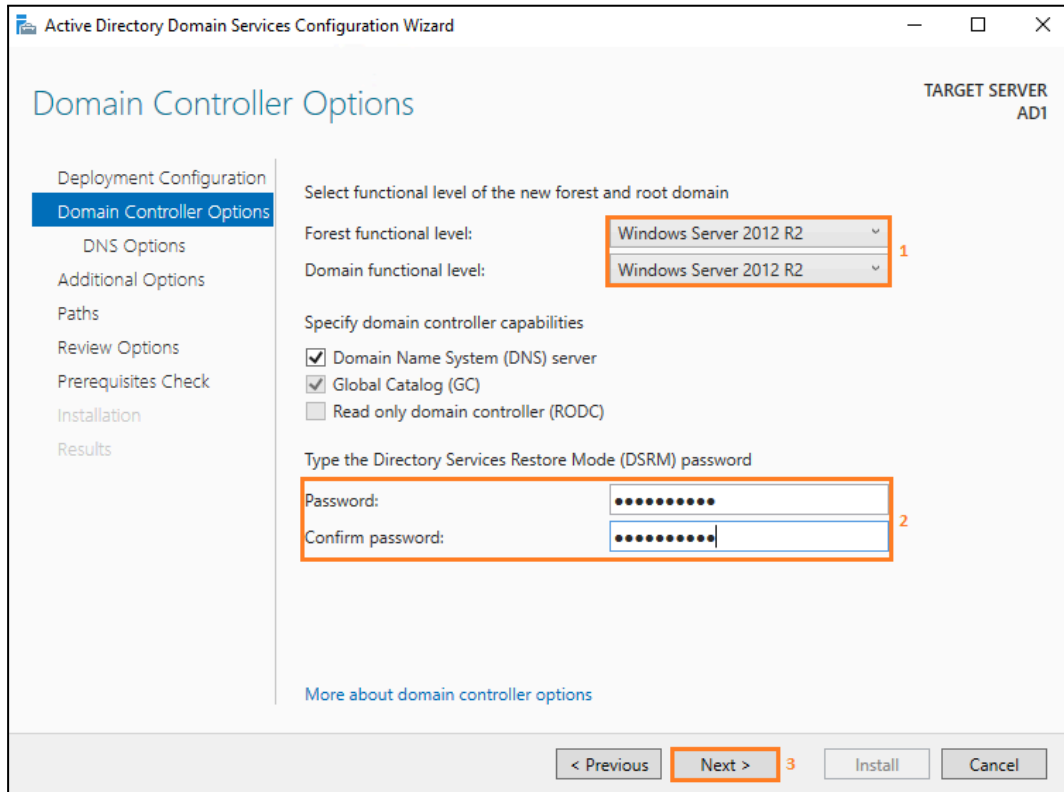 Active Directory Domain Services Configuration Wizard
Domain Controller Options
TARGET SERVER
AD1
Deployment Configuration
Domain Controller Options
DNS Options
Additional Options
Paths
Review Options
Prerequisites Check
Installation
Results
Select functional level of the new forest and root domain
Forest functional level: Windows Server 2012 R2
1
Domain functional level: Windows Server 2012 R2
Specify domain controller capabilities
Domain Name System (DNS) server
Global Catalog (GC)
Read only domain controller (RODC)
Type the Directory Services Restore Mode (DSRM) password
Password: ●●●●●●●●●●
2
Confirm password: ●●●●●●●●●●
More about domain controller options
< Previous Next > 3 Install Cancel